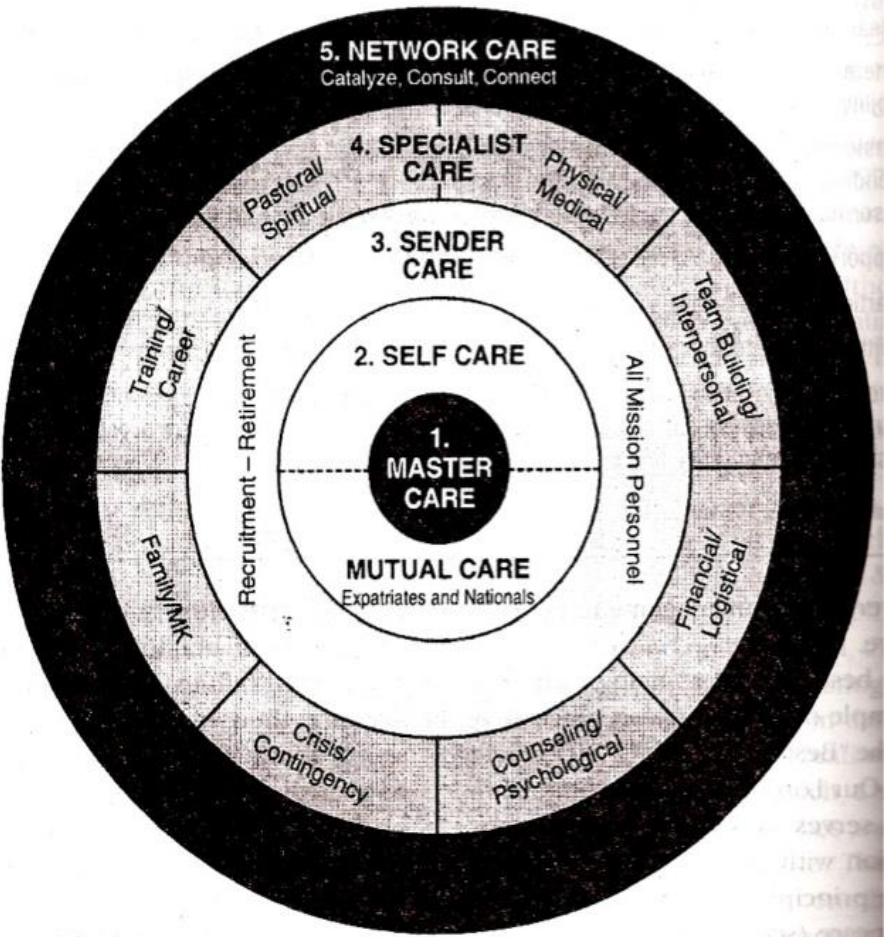 5. NETWORK CARE
Catalyze, Consult, Connect
4. SPECIALIST
CARE
Pastoral/
Spiritual
Physical/
Medical
Training/
Career
Team Building/
Interpersonal
Family/MK
Financial/
Logistical
Crisis/
Contingency
Counseling/
Psychological
3. SENDER
CARE
Recruitment – Retirement
All Mission Personnel
2. SELF CARE
1.
MASTER
CARE
MUTUAL CARE
Expatriates and Nationals